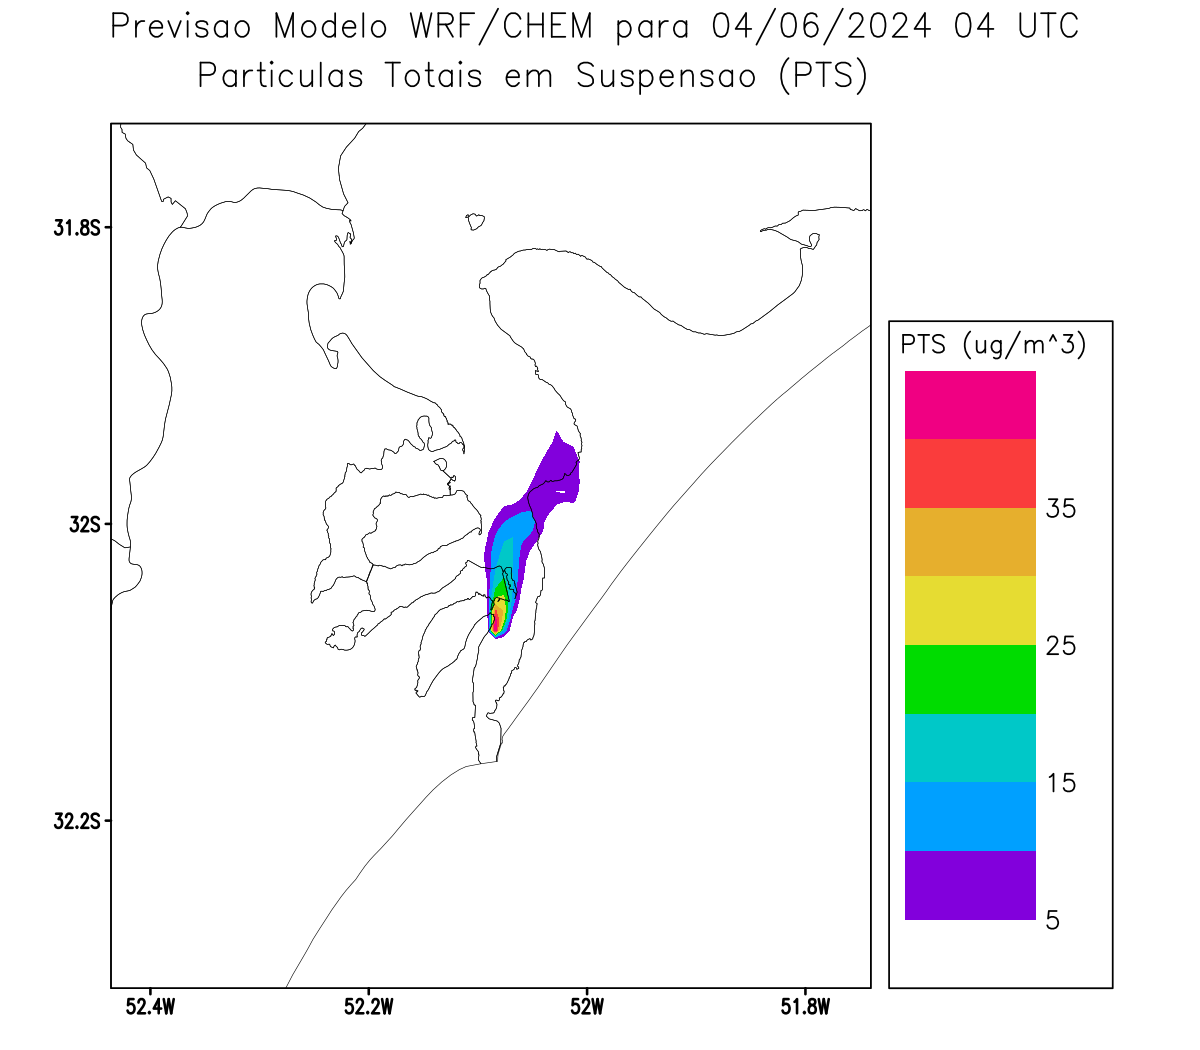 Previsao Modelo WRF/CHEM para 04/06/2024 04 UTC
Particulas Totais em Suspensao (PTS)
31.8S
32S
32.2S
52.4W
52.2W
52W
51.8W
PTS (ug/m^3)
35
25
15
5